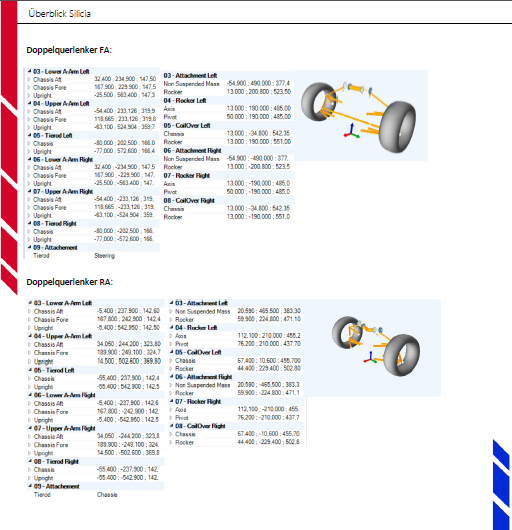 Überblick Silicia
Doppelquerlenker FA:
03 - Lower A-Arm Left
Chassis Aft 32.400 ; 234.900 ; 147.50
Chassis Fore 167.900 ; 229.900 ; 147.5
Upright -25.500 ; 563.400 ; 147.3
04 - Upper A-Arm Left
Chassis Aft -54.400 ; 233.126 ; 319.9
Chassis Fore 118.665 ; 233.126 ; 319.8
Upright -63.100 ; 524.904 ; 359.7
05 - Tierod Left
Chassis -80.000 ; 202.500 ; 166.0
Upright -77.000 ; 572.600 ; 166.4
06 - Lower A-Arm Right
Chassis Aft 32.400 ; -234.900 ; 147.5
Chassis Fore 167.900 ; -229.900 ; 147.
Upright -25.500 ; -563.400 ; 147.
07 - Upper A-Arm Right
Chassis Aft -54.400 ; -233.126 ; 319.
Chassis Fore 118.665 ; -233.126 ; 319.
Upright -63.100 ; -524.904 ; 359.
08 - Tierod Right
Chassis -80.000 ; -202.500 ; 166.
Upright -77.000 ; -572.600 ; 166.
09 - Attachement
Tierod Steering
03 - Attachment Left
Non Suspended Mass -54.900 ; 490.000 ; 377.4
Rocker 13.000 ; 200.800 ; 523.50
04 - Rocker Left
Axis 13.000 ; 190.000 ; 485.00
Pivot 50.000 ; 190.000 ; 485.00
05 - CoilOver Left
Chassis 13.000 ; -34.800 ; 542.35
Rocker 13.000 ; 190.000 ; 551.00
06 - Attachment Right
Non Suspended Mass -54.900 ; -490.000 ; 377.
Rocker 13.000 ; -200.800 ; 523.5
07 - Rocker Right
Axis 13.000 ; -190.000 ; 485.0
Pivot 50.000 ; -190.000 ; 485.0
08 - CoilOver Right
Chassis 13.000 ; -34.800 ; 542.35
Rocker 13.000 ; -190.000 ; 551.0
Doppelquerlenker RA:
03 - Lower A-Arm Left
Chassis Aft -5.400 ; 237.900 ; 142.60
Chassis Fore 167.800 ; 242.900 ; 142.4
Upright -5.400 ; 542.950 ; 142.50
04 - Upper A-Arm Left
Chassis Aft 34.050 ; 244.200 ; 323.80
Chassis Fore 189.900 ; 249.100 ; 324.7
Upright 14.500 ; 502.600 ; 369.80
05 - Tierod Left
Chassis -55.400 ; 237.900 ; 142.4
Upright -55.400 ; 542.900 ; 142.5
06 - Lower A-Arm Right
Chassis Aft -5.400 ; -237.900 ; 142.6
Chassis Fore 167.800 ; -242.900 ; 142.
Upright -5.400 ; -542.950 ; 142.5
07 - Upper A-Arm Right
Chassis Aft 34.050 ; -244.200 ; 323.8
Chassis Fore 189.900 ; -249.100 ; 324.
Upright 14.500 ; -502.600 ; 369.8
08 - Tierod Right
Chassis -55.400 ; -237.900 ; 142.
Upright -55.400 ; -542.900 ; 142.
09 - Attachement
Tierod Chassis
03 - Attachment Left
Non Suspended Mass 20.590 ; 465.500 ; 383.30
Rocker 59.900 ; 224.800 ; 471.10
04 - Rocker Left
Axis 112.100 ; 210.000 ; 455.2
Pivot 76.200 ; 210.000 ; 437.70
05 - CoilOver Left
Chassis 67.400 ; 10.600 ; 455.700
Rocker 44.400 ; 229.400 ; 502.80
06 - Attachment Right
Non Suspended Mass 20.590 ; -465.500 ; 383.3
Rocker 59.900 ; -224.800 ; 471.1
07 - Rocker Right
Axis 112.100 ; -210.000 ; 455.
Pivot 76.200 ; -210.000 ; 437.7
08 - CoilOver Right
Chassis 67.400 ; -10.600 ; 455.70
Rocker 44.400 ; -229.400 ; 502.8